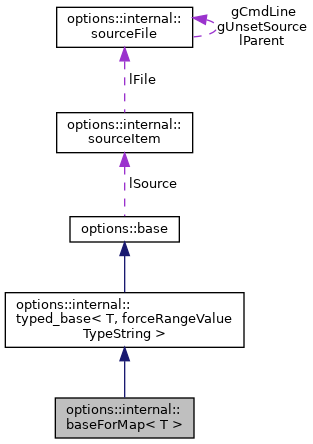 options::internal::
sourceFile
gCmdLine
gUnsetSource
lParent
lFile
options::internal::
sourceItem
lSource
options::base
options::internal::
typed_base< T, forceRangeValue
TypeString >
options::internal::
baseForMap< T >